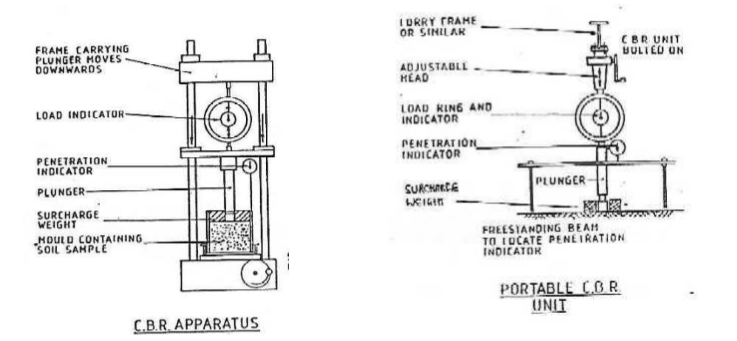 FRAME CARRYING
PLUNGER MOVES
DOWNWARDS
LOAD INDICATOR
PENETRATION
INDICATOR
PLUNGER
SURCHARGE
WEIGHT
MOULD CONTAINING
SOIL SAMPLE
C.B.R. APPARATUS
LORRY FRAME
OR SIMILAR
C B R UNIT
BOLTED ON
ADJUSTABLE
HEAD
LOAD RING AND
INDICATOR
PENETRATION
INDICATOR
PLUNGER
SURCHARGE
WEIGHT
FREESTANDING BEAM
TO LOCATE PENETRATION
INDICATOR
PORTABLE C.B.R.
UNIT